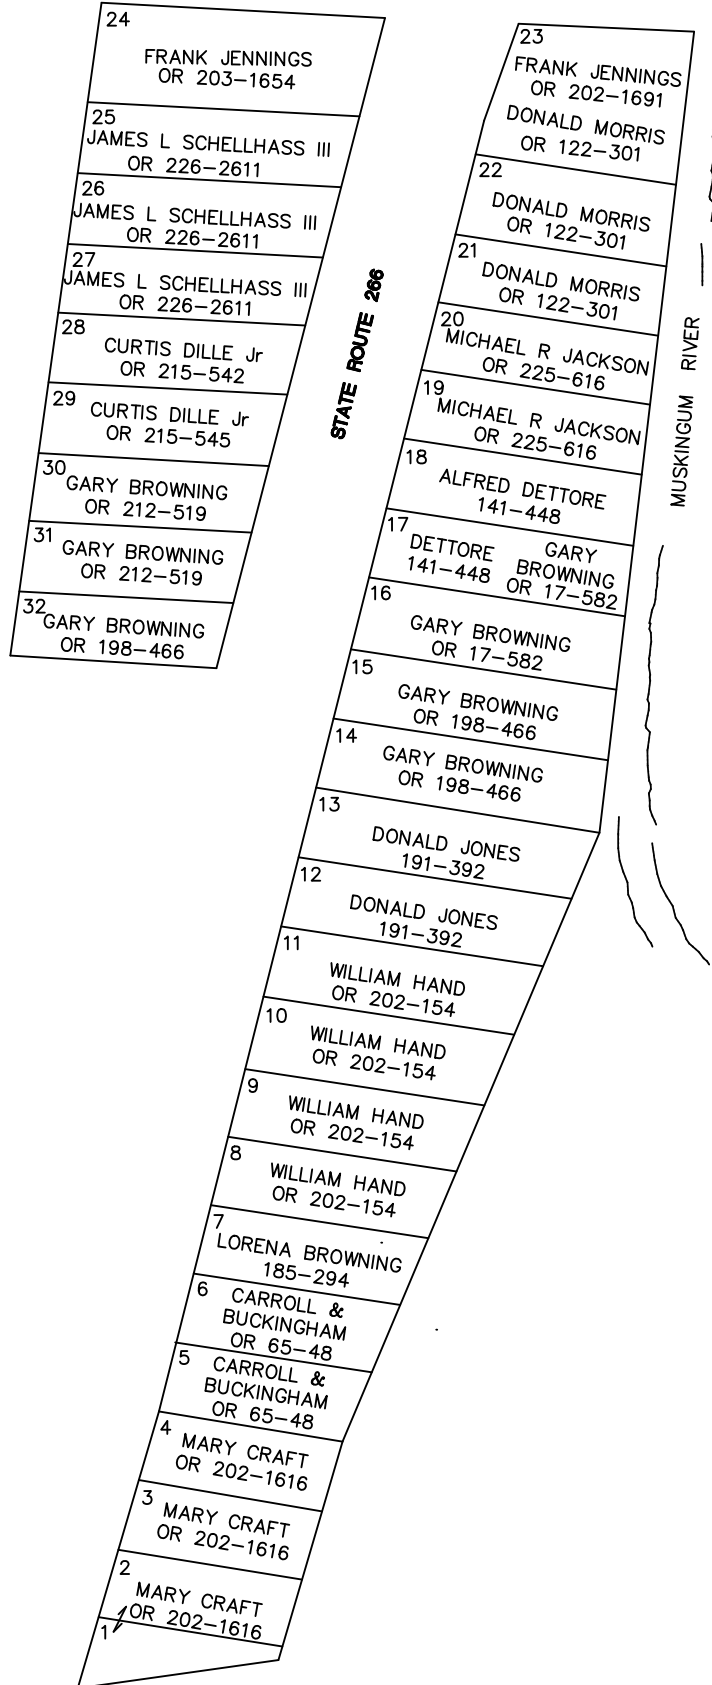 24
FRANK JENNINGS
OR 203-1654
25
JAMES L SCHELLHASS III
OR 226-2611
26
JAMES L SCHELLHASS III
OR 226-2611
27
JAMES L SCHELLHASS III
OR 226-2611
28
CURTIS DILLE Jr
OR 215-542
29
CURTIS DILLE Jr
OR 215-545
30
GARY BROWNING
OR 212-519
31
GARY BROWNING
OR 212-519
32
GARY BROWNING
OR 198-466
STATE ROUTE 266
23
FRANK JENNINGS
OR 202-1691
DONALD MORRIS
OR 122-301
22
DONALD MORRIS
OR 122-301
21
DONALD MORRIS
OR 122-301
20
MICHAEL R JACKSON
OR 225-616
19
MICHAEL R JACKSON
OR 225-616
18
ALFRED DETTORE
141-448
17
DETTORE
141-448
GARY
BROWNING
OR 17-582
16
GARY BROWNING
OR 17-582
15
GARY BROWNING
OR 198-466
14
GARY BROWNING
OR 198-466
13
DONALD JONES
191-392
12
DONALD JONES
191-392
11
WILLIAM HAND
OR 202-154
10
WILLIAM HAND
OR 202-154
9
WILLIAM HAND
OR 202-154
8
WILLIAM HAND
OR 202-154
7
LORENA BROWNING
185-294
6
CARROLL &
BUCKINGHAM
OR 65-48
5
CARROLL &
BUCKINGHAM
OR 65-48
4
MARY CRAFT
OR 202-1616
3
MARY CRAFT
OR 202-1616
2
MARY CRAFT
OR 202-1616
1
MUSKINGUM RIVER